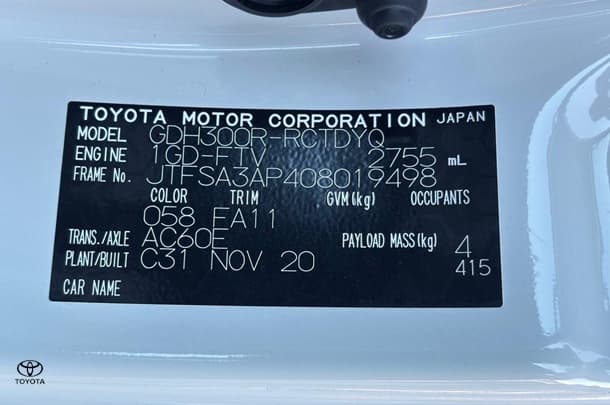 TOYOTA MOTOR CORPORATION JAPAN
MODEL GDH300R-RCTDYQ
ENGINE 1GD-FTV 2755 mL
FRAME No. JTFSA3AP408019498
COLOR TRIM GVM(kg) OCCUPANTS
058 EA11
TRANS./AXLE AC60E PAYLOAD MASS(kg) 4
PLANT/BUILT C31 NOV 20 415
CAR NAME
TOYOTA